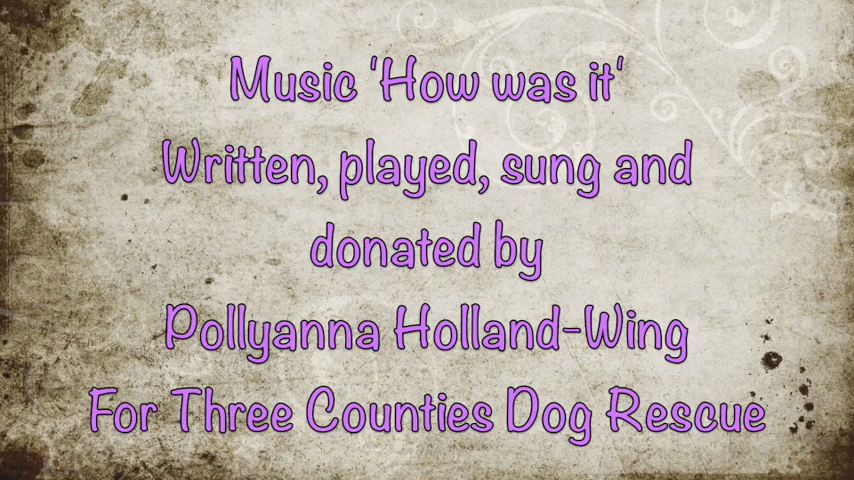 Music 'How was it'
Written, played, sung and
donated by
Pollyanna Holland-Wing
For Three Counties Dog Rescue